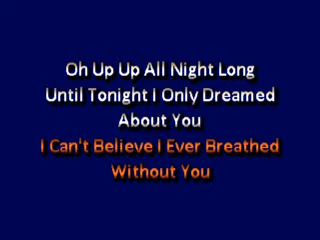 Oh Up Up All Night Long
Until Tonight I Only Dreamed
About You
I Can't Believe I Ever Breathed
Without You